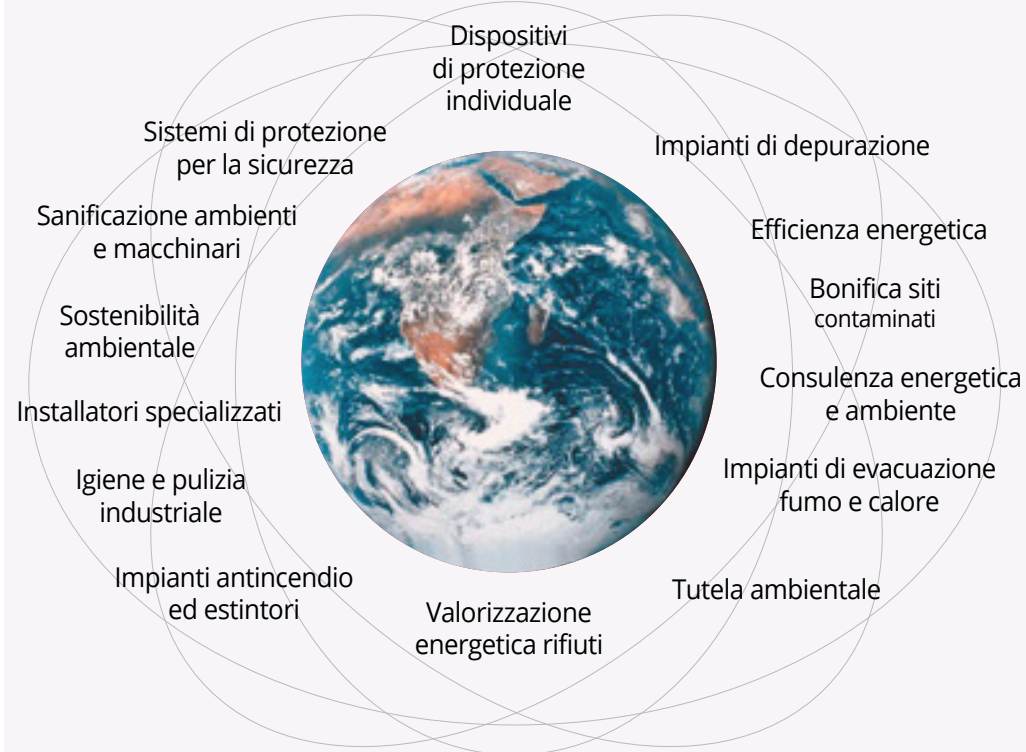 Dispositivi
di protezione
individuale
Sistemi di protezione
per la sicurezza
Impianti di depurazione
Sanificazione ambienti
e macchinari
Efficienza energetica
Bonifica siti
contaminati
Sostenibilità
ambientale
Consulenza energetica
e ambiente
Installatori specializzati
Impianti di evacuazione
fumo e calore
Igiene e pulizia
industriale
Impianti antincendio
ed estintori
Tutela ambientale
Valorizzazione
energetica rifiuti